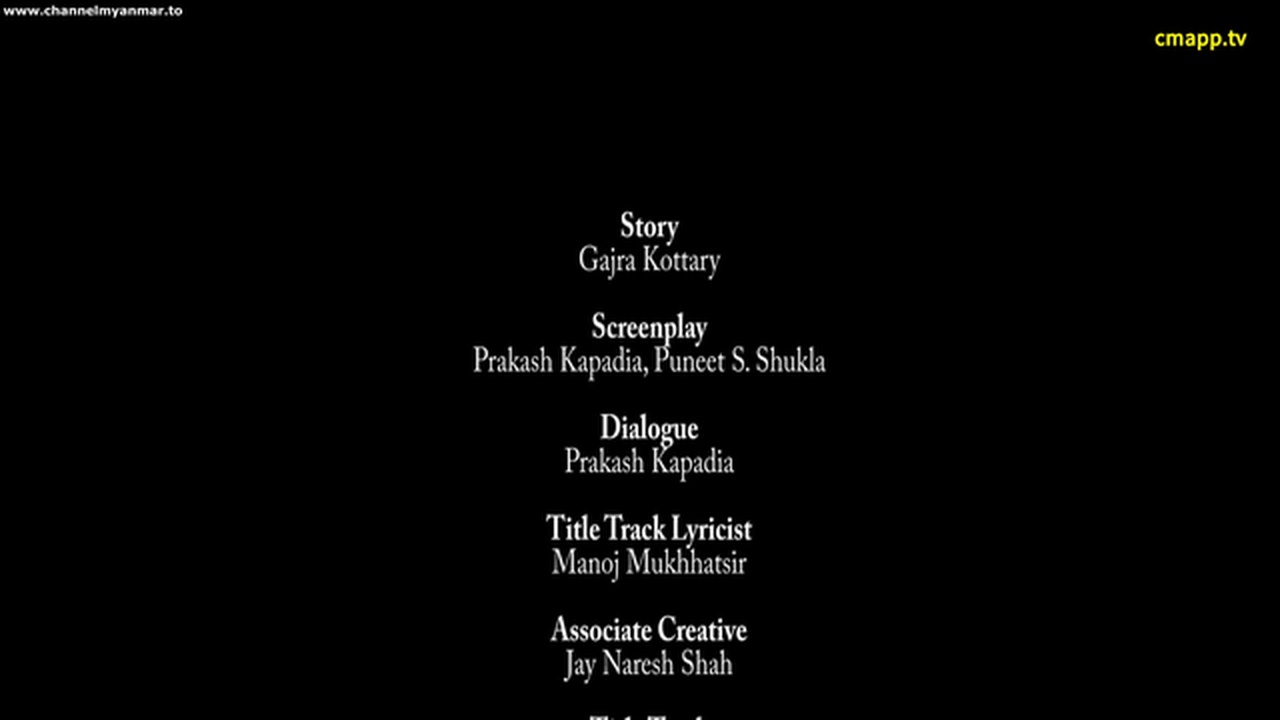 www.channelmyanmar.to
cmapp.tv
Story
Gajra Kottary
Screenplay
Prakash Kapadia, Puneet S. Shukla
Dialogue
Prakash Kapadia
Title Track Lyricist
Manoj Mukhhatsir
Associate Creative
Jay Naresh Shah